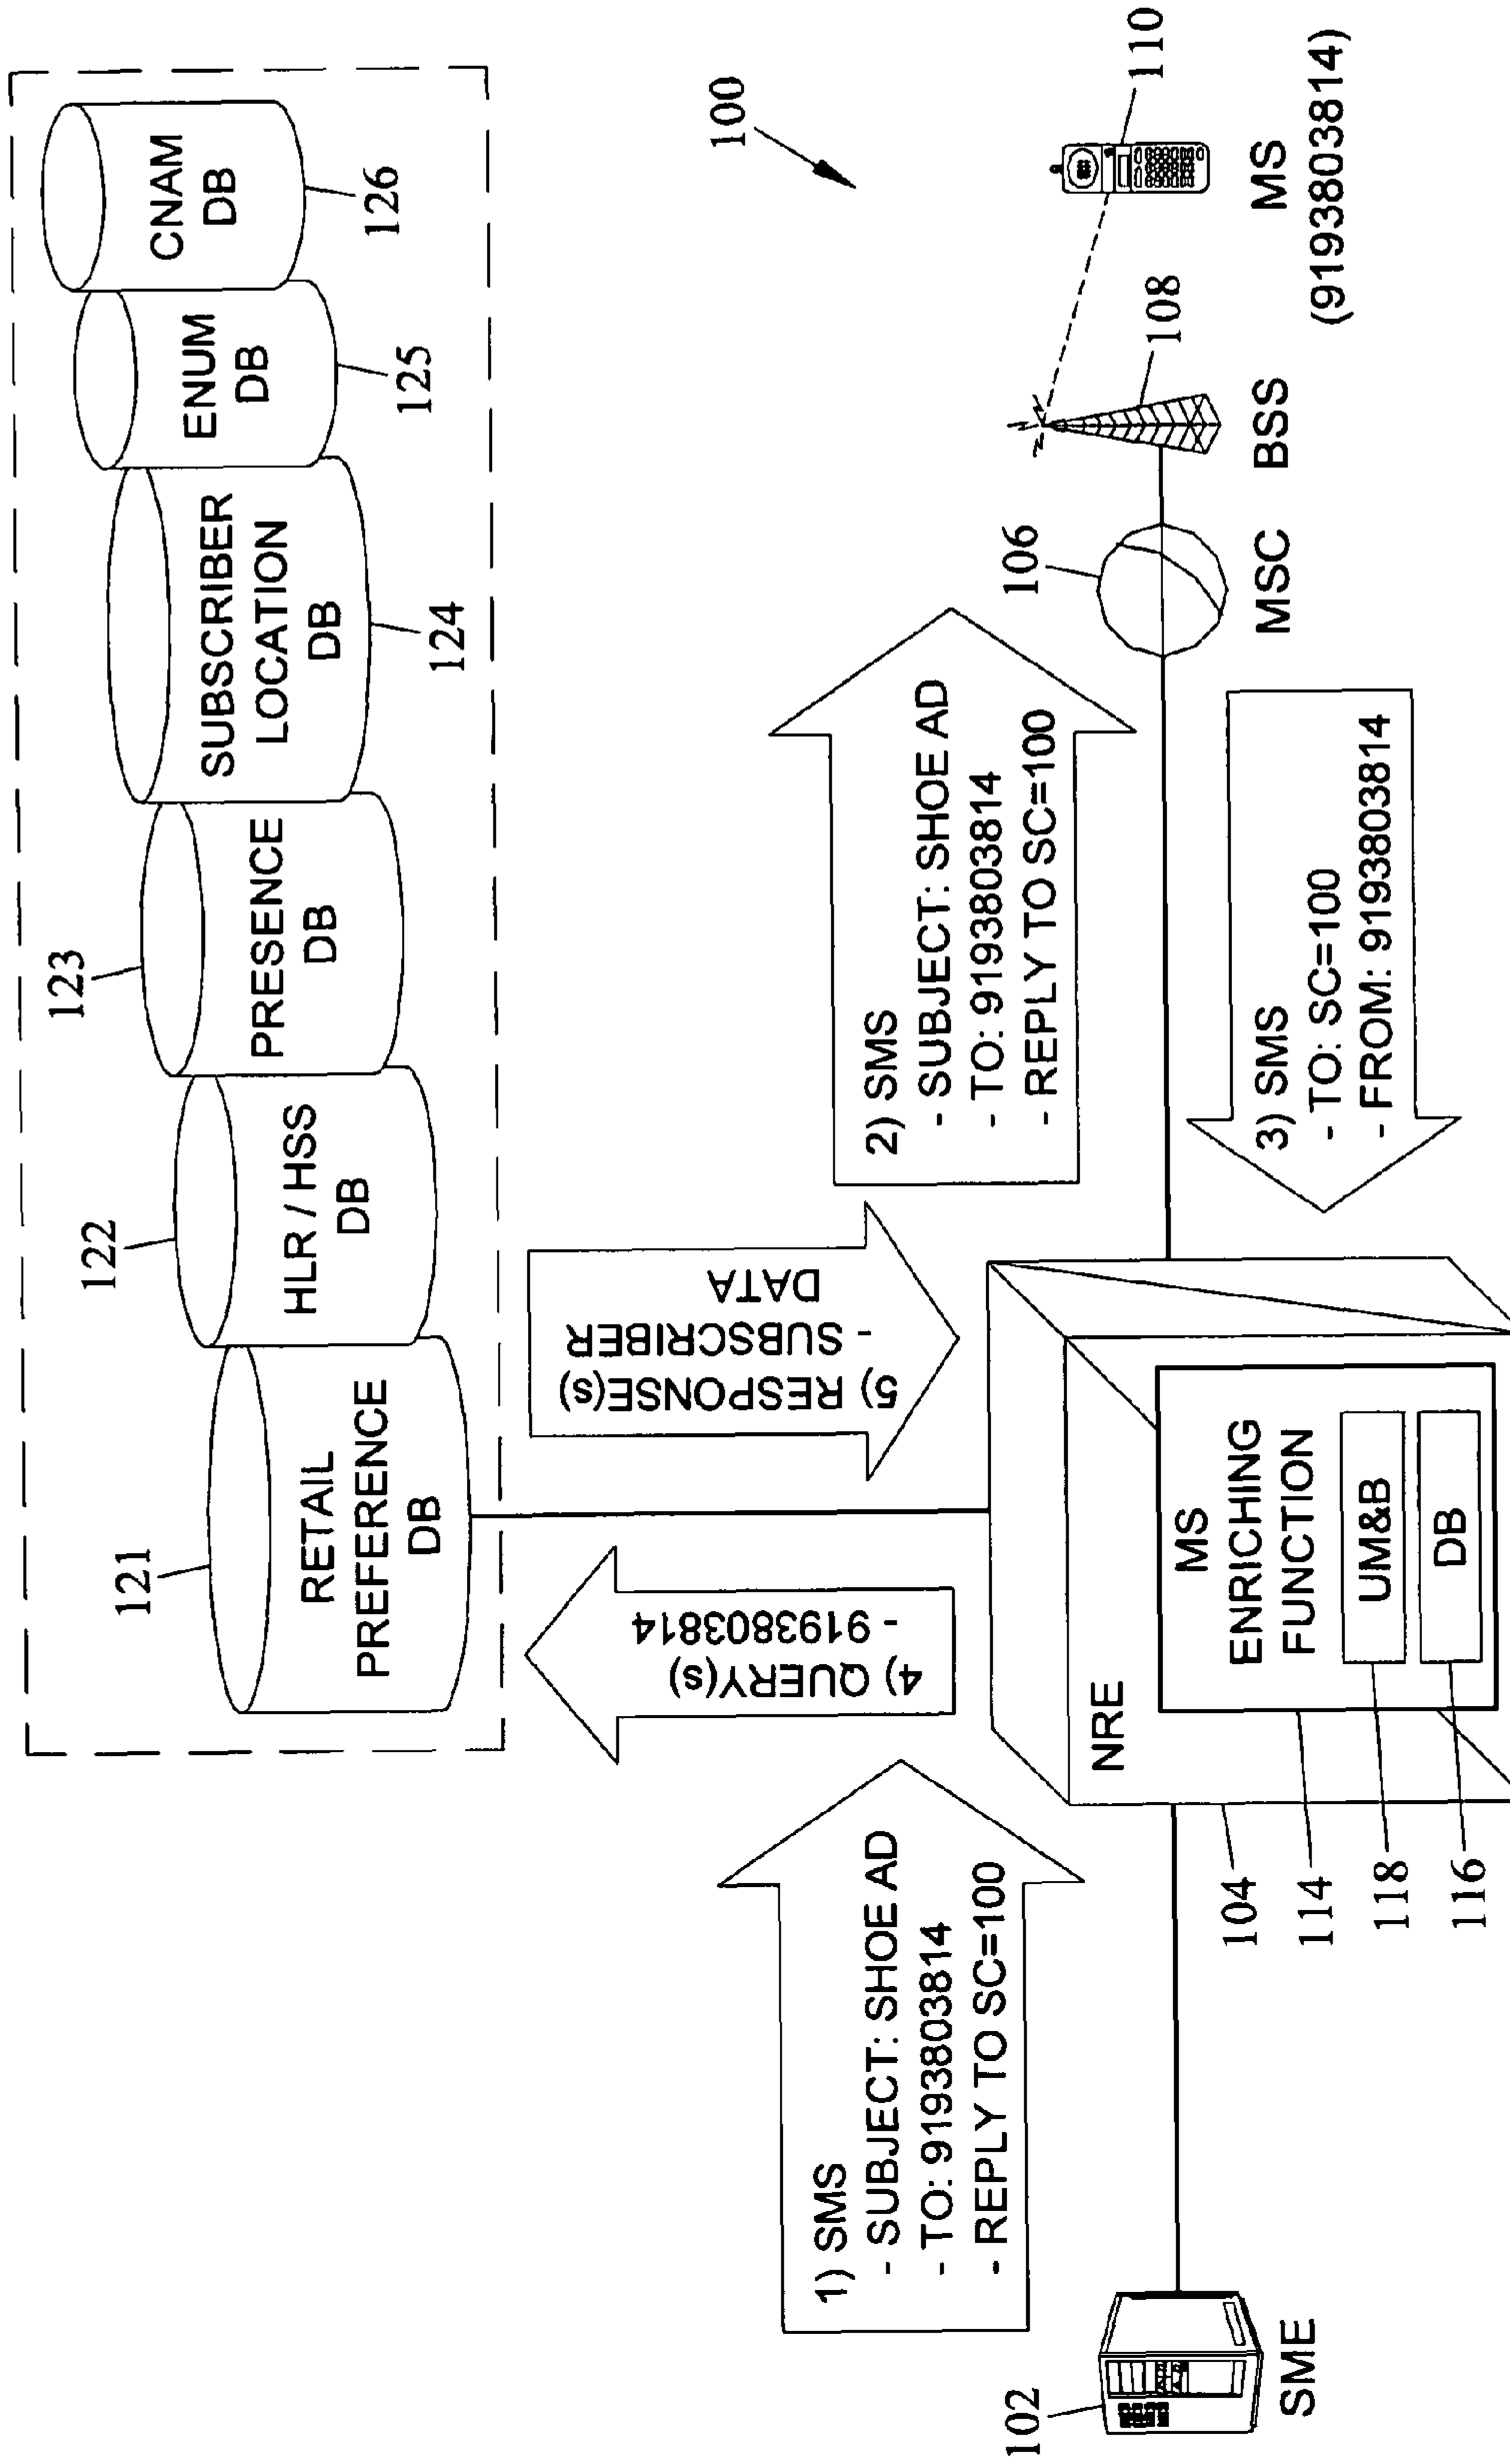 121
122
123
RETAIL
PREFERENCE
DB
HLR / HSS
DB
PRESENCE
DB
SUBSCRIBER
LOCATION
DB
124
ENUM
DB
125
CNAM
DB
126
100
1) SMS
- SUBJECT: SHOE AD
- TO: 9193803814
- REPLY TO SC=100
4) QUERY(s)
- 9193803814
5) RESPONSE(s)
- SUBSCRIBER
DATA
2) SMS
- SUBJECT: SHOE AD
- TO: 9193803814
- REPLY TO SC=100
3) SMS
- TO: SC=100
- FROM: 9193803814
102
SME
NRE
MS
ENRICHING
FUNCTION
UM&B
DB
104
114
118
116
106
MSC
108
BSS
110
MS
(9193803814)